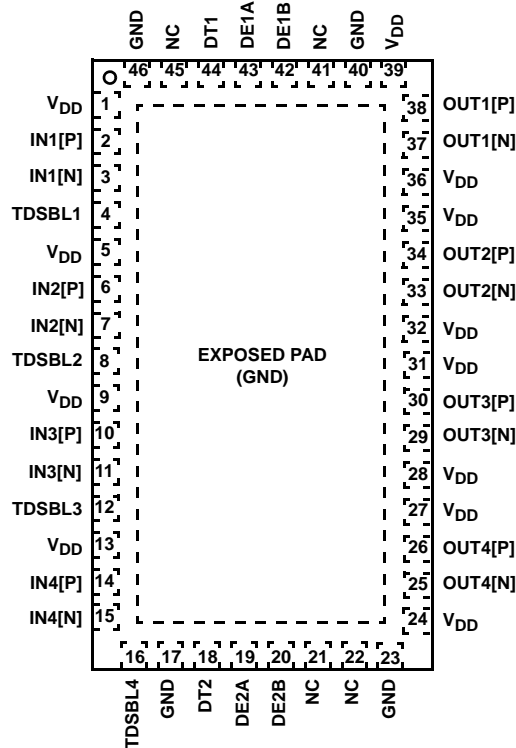 GND
NC
DT1
DE1A
DE1B
NC
GND
VDD
46
45
44
43
42
41
40
39
VDD 1
IN1[P] 2
IN1[N] 3
TDSBL1 4
VDD 5
IN2[P] 6
IN2[N] 7
TDSBL2 8
VDD 9
IN3[P] 10
IN3[N] 11
TDSBL3 12
VDD 13
IN4[P] 14
IN4[N] 15
EXPOSED PAD
(GND)
38 OUT1[P]
37 OUT1[N]
36 VDD
35 VDD
34 OUT2[P]
33 OUT2[N]
32 VDD
31 VDD
30 OUT3[P]
29 OUT3[N]
28 VDD
27 VDD
26 OUT4[P]
25 OUT4[N]
24 VDD
16
17
18
19
20
21
22
23
TDSBL4
GND
DT2
DE2A
DE2B
NC
NC
GND